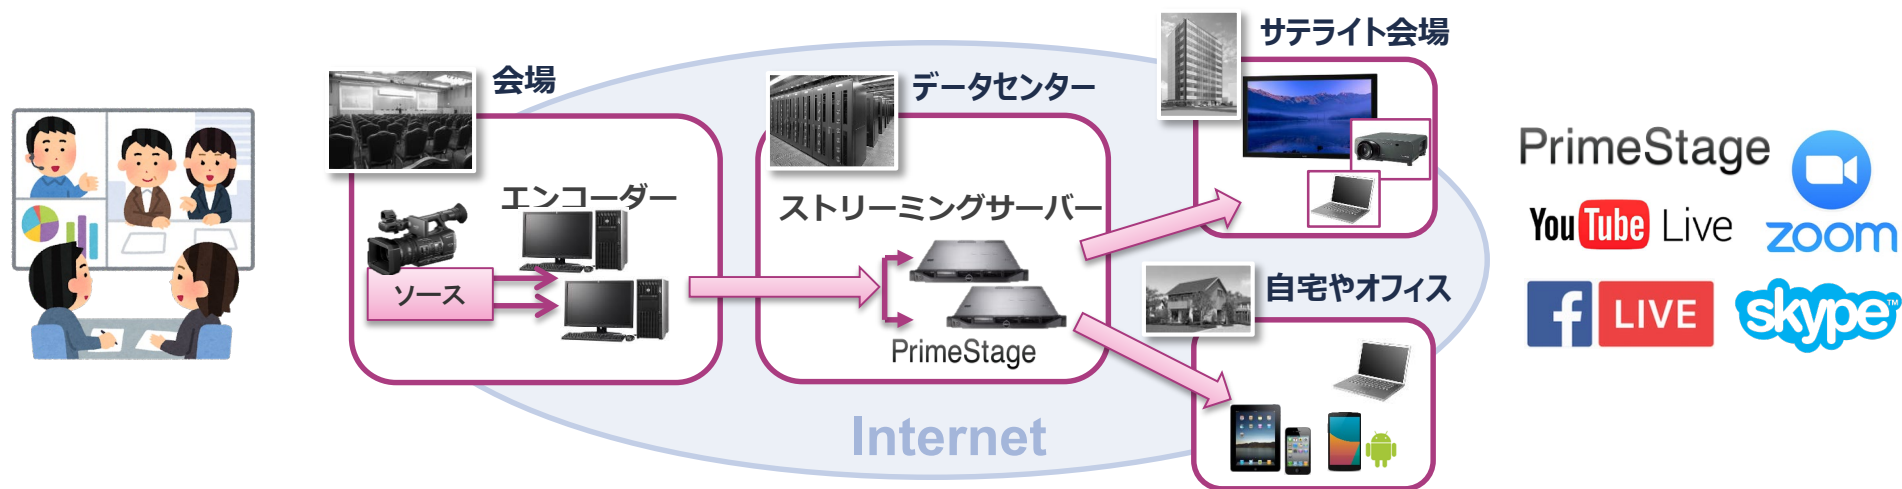 会場
エンコーダー
ソース
データセンター
ストリーミングサーバー
PrimeStage
サテライト会場
自宅やオフィス
Internet
PrimeStage
zoom
YouTube Live
f LIVE
skype™